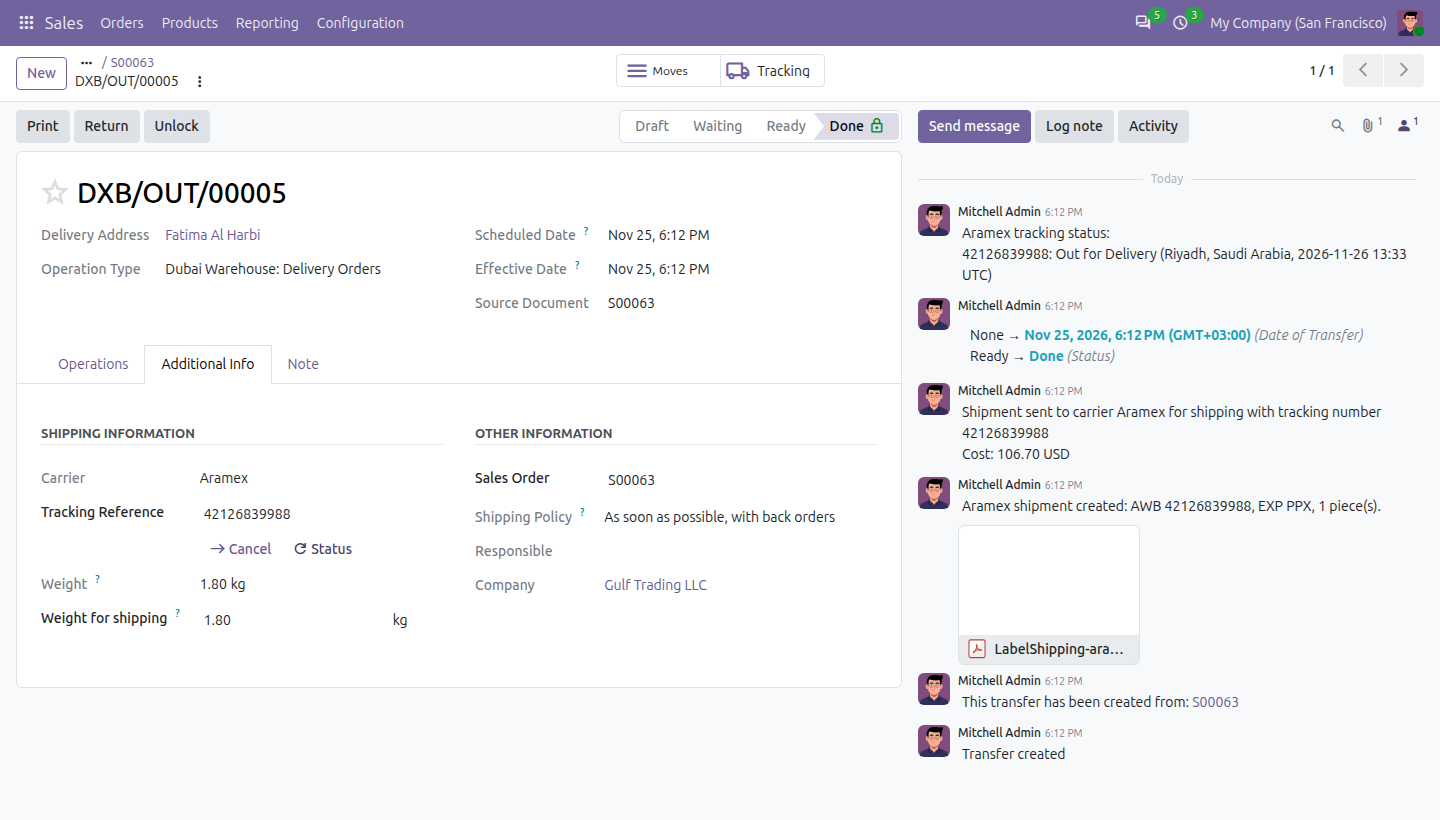 Sales Orders Products Reporting Configuration 5 3 My Company (San Francisco)
New ... / S00063
DXB/OUT/00005
Moves Tracking 1 / 1
Print Return Unlock Draft Waiting Ready Done
Send message Log note Activity 1 1
DXB/OUT/00005
Delivery Address Fatima Al Harbi
Operation Type Dubai Warehouse: Delivery Orders
Scheduled Date ? Nov 25, 6:12 PM
Effective Date ? Nov 25, 6:12 PM
Source Document S00063
Operations Additional Info Note
SHIPPING INFORMATION
Carrier Aramex
Tracking Reference 42126839988
Cancel Status
Weight ? 1.80 kg
Weight for shipping ? 1.80 kg
OTHER INFORMATION
Sales Order S00063
Shipping Policy ? As soon as possible, with back orders
Responsible
Company Gulf Trading LLC
Today
Mitchell Admin 6:12 PM
Aramex tracking status:
42126839988: Out for Delivery (Riyadh, Saudi Arabia, 2026-11-26 13:33
UTC)
Mitchell Admin 6:12 PM
None → Nov 25, 2026, 6:12 PM (GMT+03:00) (Date of Transfer)
Ready → Done (Status)
Mitchell Admin 6:12 PM
Shipment sent to carrier Aramex for shipping with tracking number
42126839988
Cost: 106.70 USD
Mitchell Admin 6:12 PM
Aramex shipment created: AWB 42126839988, EXP PPX, 1 piece(s).
LabelShipping-ara...
Mitchell Admin 6:12 PM
This transfer has been created from: S00063
Mitchell Admin 6:12 PM
Transfer created